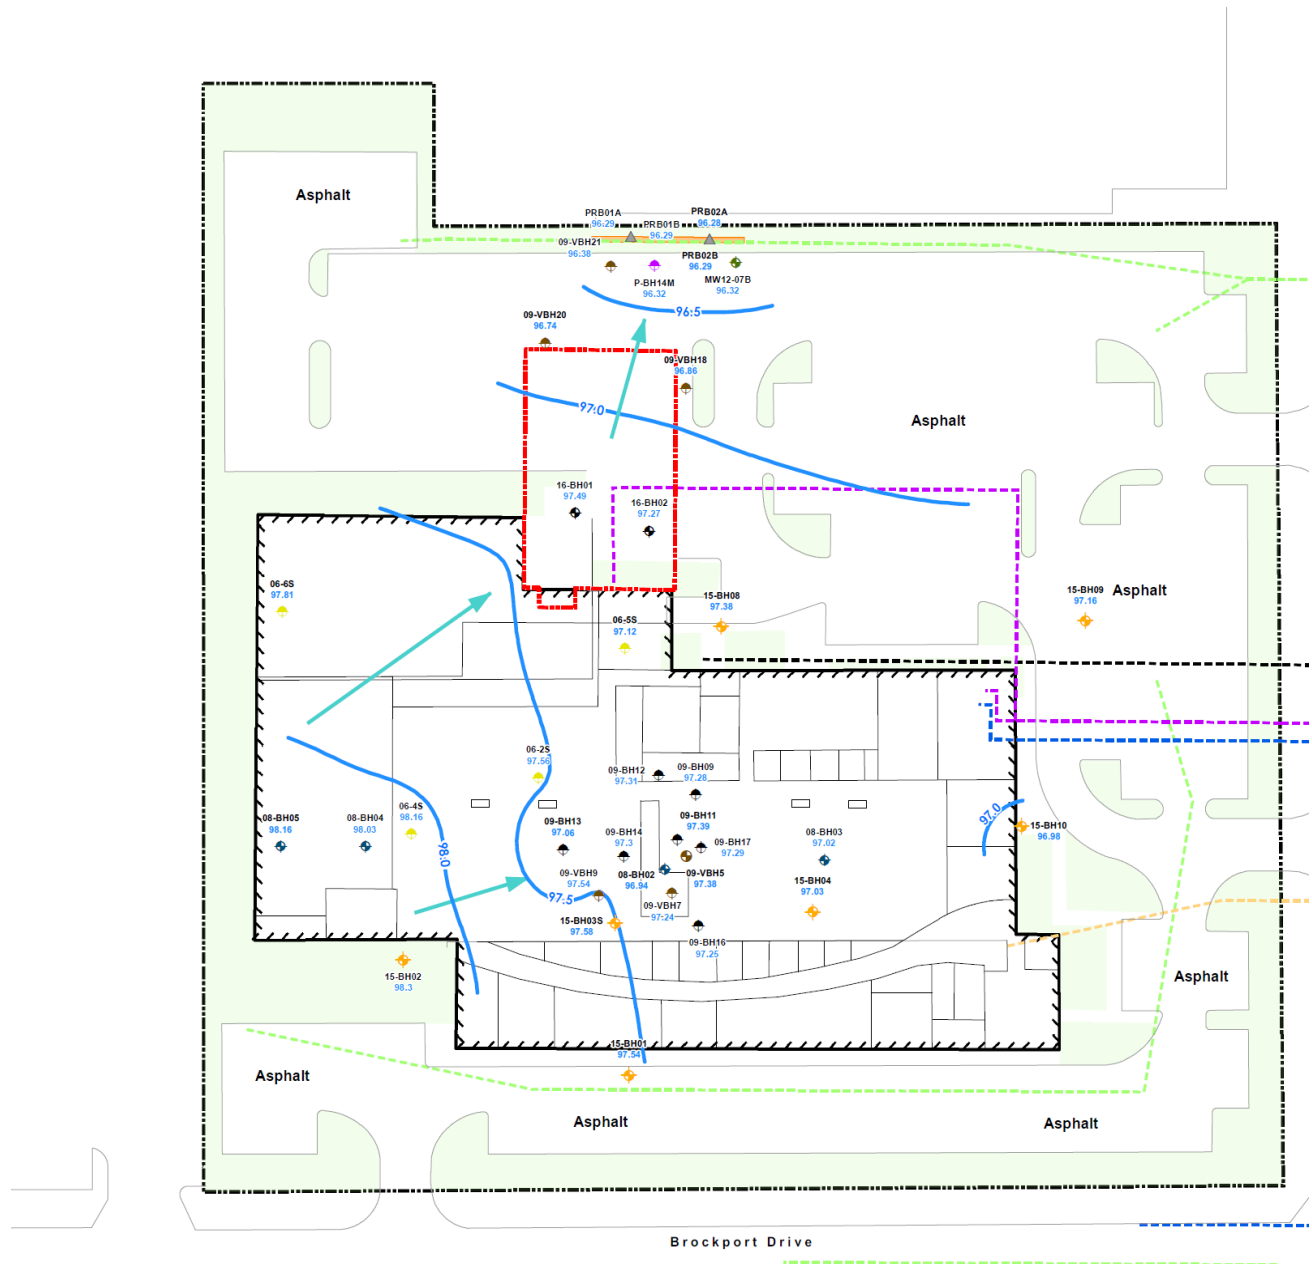 Asphalt
PRB01A
96.29
PRB02A
96.28
PRB01B
96.29
09-VBH21
96.38
PRB02B
96.29
P-BH14M
96.32
MW12-07B
96.32
96.5
09-VBH20
96.74
09-VBH18
96.86
97.0
Asphalt
16-BH01
97.49
16-BH02
97.27
06-6S
97.81
15-BH08
97.38
15-BH09
97.16
Asphalt
06-5S
97.12
06-2S
97.56
09-BH12
97.31
09-BH09
97.28
08-BH05
98.16
08-BH04
98.03
06-4S
98.16
09-BH13
97.06
09-BH14
97.3
09-BH11
97.39
09-BH17
97.29
08-BH03
97.02
97.0
15-BH10
96.98
98.0
09-VBH9
97.54
08-BH02
96.94
09-VBH5
97.38
97.5
09-VBH7
97.24
15-BH04
97.03
15-BH03S
97.58
09-BH16
97.25
15-BH02
98.3
Asphalt
15-BH01
97.54
Asphalt
Asphalt
Asphalt
Brockport Drive